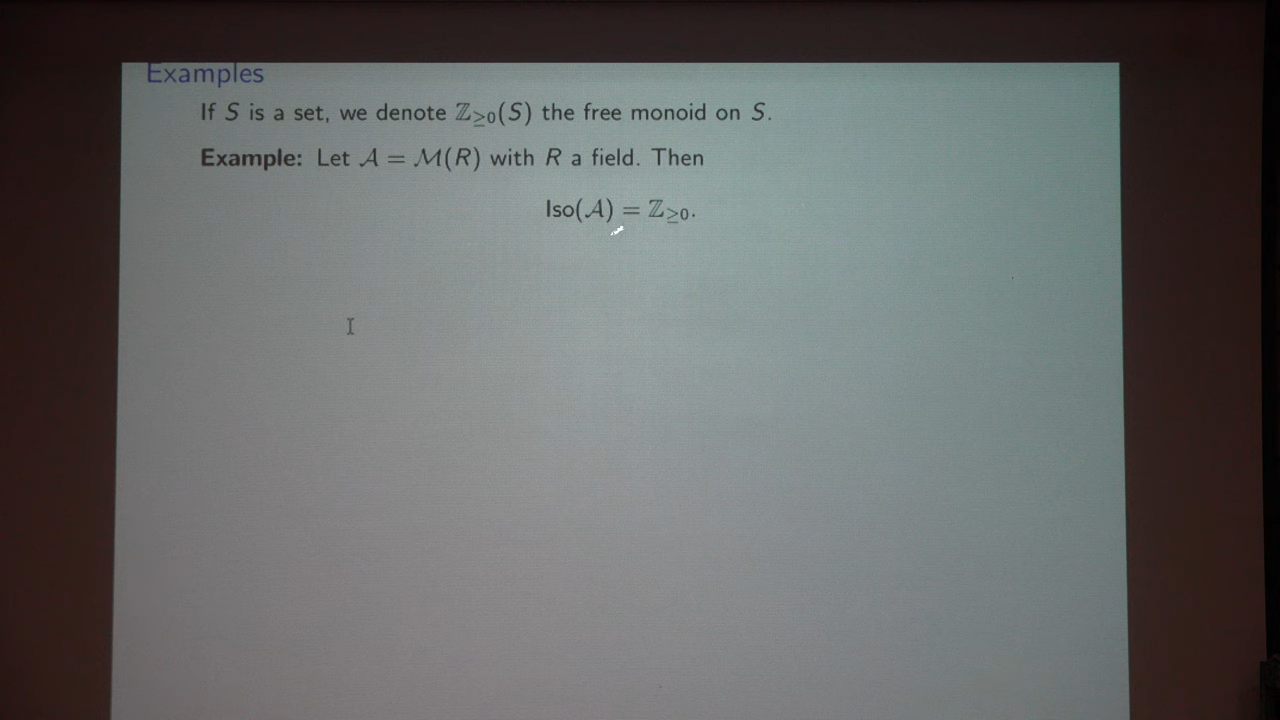 Examples
If S is a set, we denote ℤ≥0(S) the free monoid on S.
Example: Let 𝒜 = ℳ(R) with R a field. Then
Iso(𝒜) = ℤ≥0.